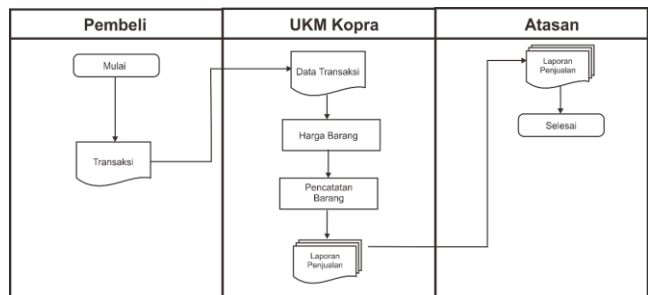 Pembeli
UKM Kopra
Atasan
Mulai
Transaksi
Data Transaksi
Harga Barang
Pencatatan
Barang
Laporan
Penjualan
Laporan
Penjualan
Selesai